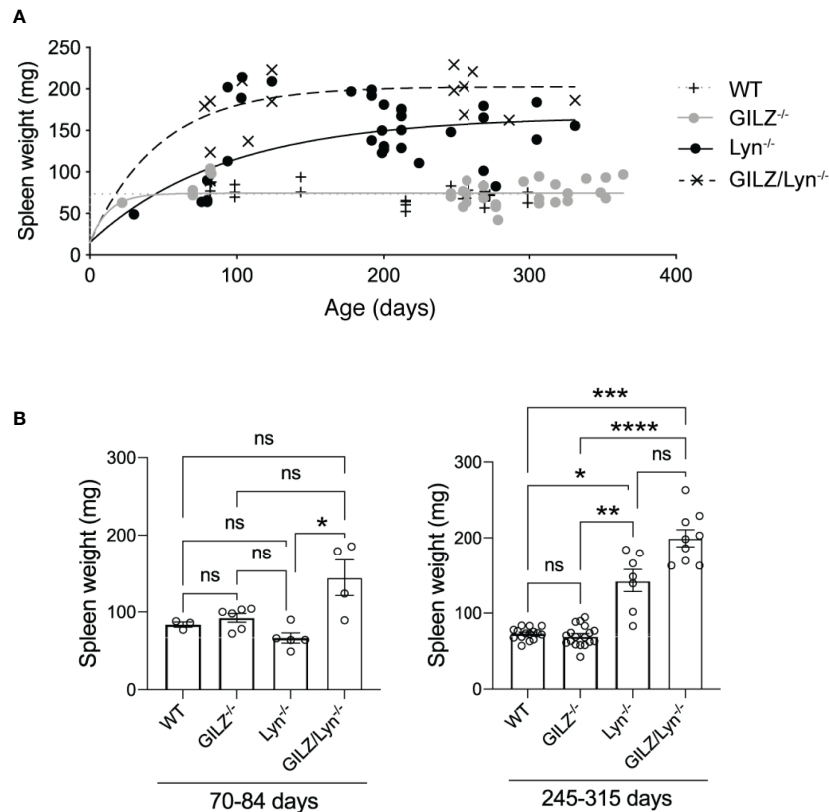 A
Spleen weight (mg)
250
200
150
100
50
0
0 100 200 300 400
Age (days)
WT
GILZ-/-
Lyn-/-
GILZ/Lyn-/-
B
Spleen weight (mg)
300
200
100
0
ns
ns
ns
*
ns
ns
WT
GILZ-/-
Lyn-/-
GILZ/Lyn-/-
70-84 days
Spleen weight (mg)
300
200
100
0
***
****
ns
*
**
ns
WT
GILZ-/-
Lyn-/-
GILZ/Lyn-/-
245-315 days